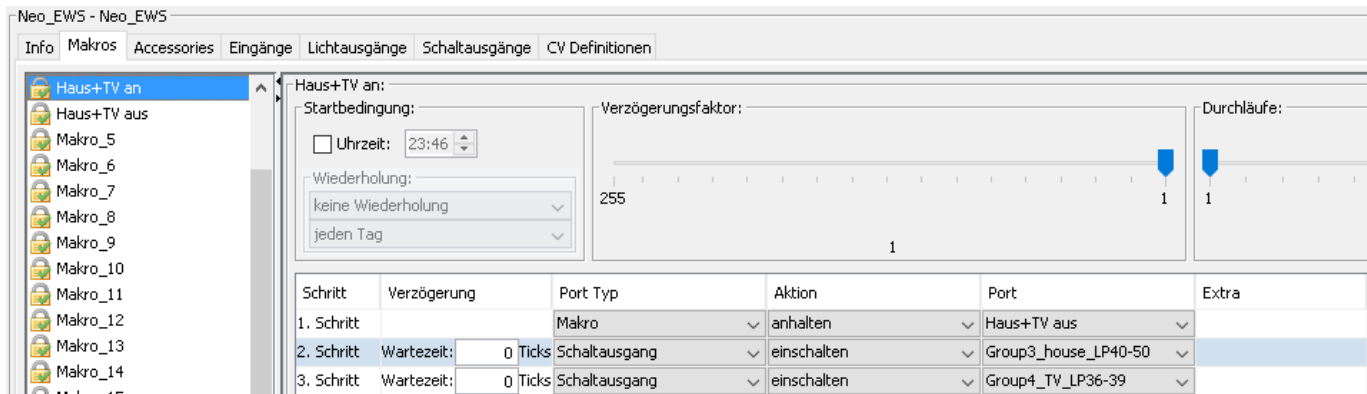 Neo_EWS - Neo_EWS
Info Makros Accessories Eingänge Lichtausgänge Schaltausgänge CV Definitionen
Haus+TV an
Haus+TV aus
Makro_5
Makro_6
Makro_7
Makro_8
Makro_9
Makro_10
Makro_11
Makro_12
Makro_13
Makro_14
Haus+TV an:
Startbedingung:
Uhrzeit: 23:46
Wiederholung:
keine Wiederholung
jeden Tag
Verzögerungsfaktor:
255 1
1
Durchläufe:
1
Schritt Verzögerung Port Typ Aktion Port Extra
1. Schritt Makro anhalten Haus+TV aus
2. Schritt Wartezeit: 0 Ticks Schaltausgang einschalten Group3_house_LP40-50
3. Schritt Wartezeit: 0 Ticks Schaltausgang einschalten Group4_TV_LP36-39